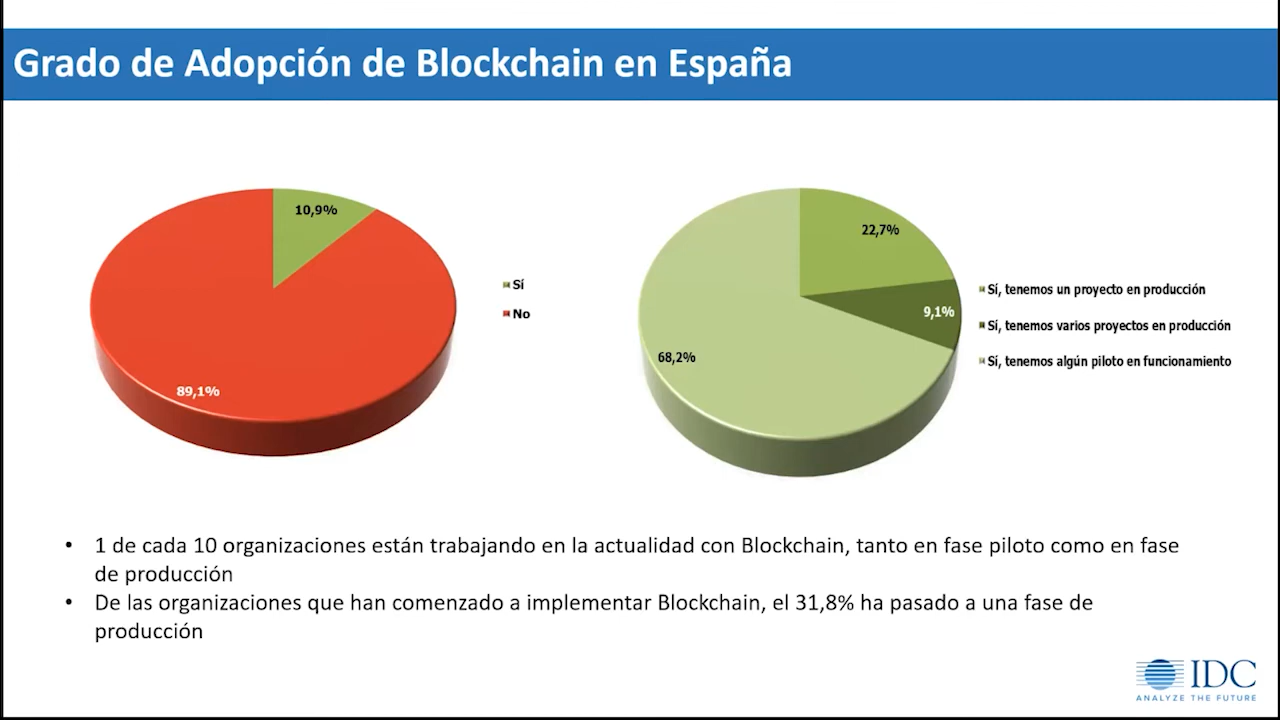 Grado de Adopción de Blockchain en España
10,9%
89,1%
Sí
No
22,7%
9,1%
68,2%
Sí, tenemos un proyecto en producción
Sí, tenemos varios proyectos en producción
Sí, tenemos algún piloto en funcionamiento
• 1 de cada 10 organizaciones están trabajando en la actualidad con Blockchain, tanto en fase piloto como en fase
de producción
• De las organizaciones que han comenzado a implementar Blockchain, el 31,8% ha pasado a una fase de
producción
IDC
ANALYZE THE FUTURE